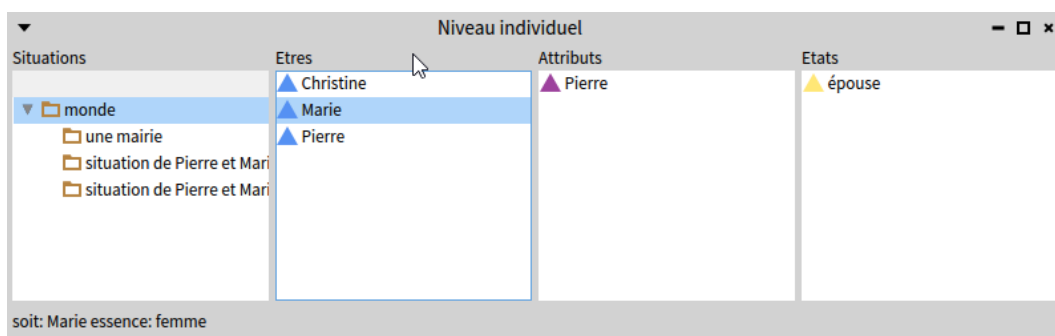 Niveau individuel
Situations Etres Attributs Etats
Christine Pierre épouse
monde Marie
une mairie Pierre
situation de Pierre et Mari
situation de Pierre et Mari
soit: Marie essence: femme